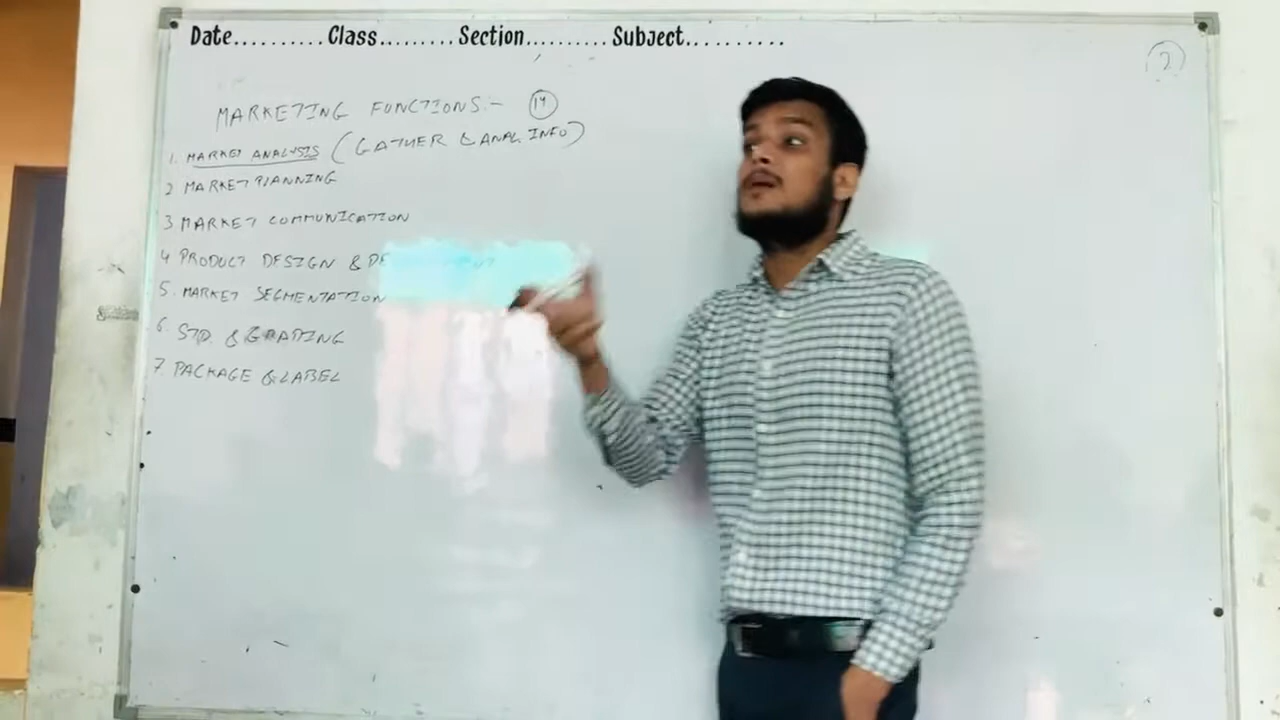 Date.......... Class......... Section.......... Subject..........
2
MARKETING FUNCTIONS:- 14
1. MARKET ANALYSIS (GATHER & ANAL. INFO)
2 MARKET PLANNING
3 MARKET COMMUNICATION
4 PRODUCT DESIGN &
5. MARKET SEGMENTATION
6. STD. & GRADING
7. PACKAGE & LABEL